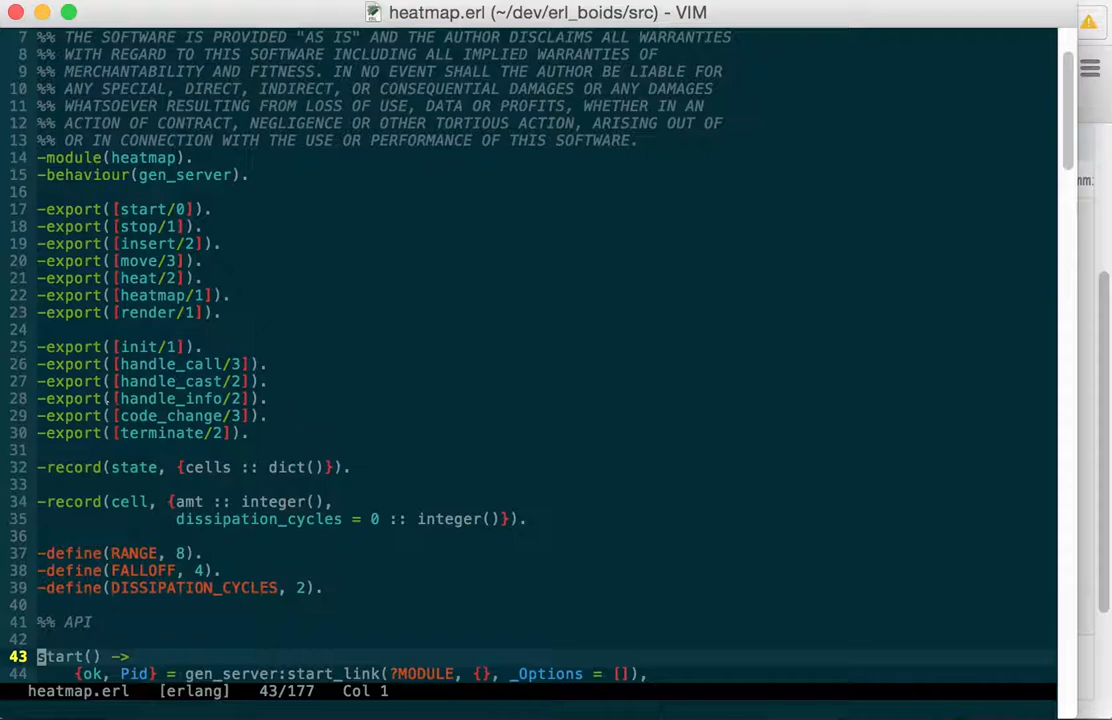 heatmap.erl (~/dev/erl_boids/src) - VIM
7 %% THE SOFTWARE IS PROVIDED "AS IS" AND THE AUTHOR DISCLAIMS ALL WARRANTIES
8 %% WITH REGARD TO THIS SOFTWARE INCLUDING ALL IMPLIED WARRANTIES OF
9 %% MERCHANTABILITY AND FITNESS. IN NO EVENT SHALL THE AUTHOR BE LIABLE FOR
10 %% ANY SPECIAL, DIRECT, INDIRECT, OR CONSEQUENTIAL DAMAGES OR ANY DAMAGES
11 %% WHATSOEVER RESULTING FROM LOSS OF USE, DATA OR PROFITS, WHETHER IN AN
12 %% ACTION OF CONTRACT, NEGLIGENCE OR OTHER TORTIOUS ACTION, ARISING OUT OF
13 %% OR IN CONNECTION WITH THE USE OR PERFORMANCE OF THIS SOFTWARE.
14 -module(heatmap).
15 -behaviour(gen_server).
16
17 -export([start/0]).
18 -export([stop/1]).
19 -export([insert/2]).
20 -export([move/3]).
21 -export([heat/2]).
22 -export([heatmap/1]).
23 -export([render/1]).
24
25 -export([init/1]).
26 -export([handle_call/3]).
27 -export([handle_cast/2]).
28 -export([handle_info/2]).
29 -export([code_change/3]).
30 -export([terminate/2]).
31
32 -record(state, {cells :: dict()}).
33
34 -record(cell, {amt :: integer(),
35 dissipation_cycles = 0 :: integer()}).
36
37 -define(RANGE, 8).
38 -define(FALLOFF, 4).
39 -define(DISSIPATION_CYCLES, 2).
40
41 %% API
42
43 start() ->
44 {ok, Pid} = gen_server:start_link(?MODULE, {}, _Options = []),
heatmap.erl [erlang] 43/177 Col 1
mm: